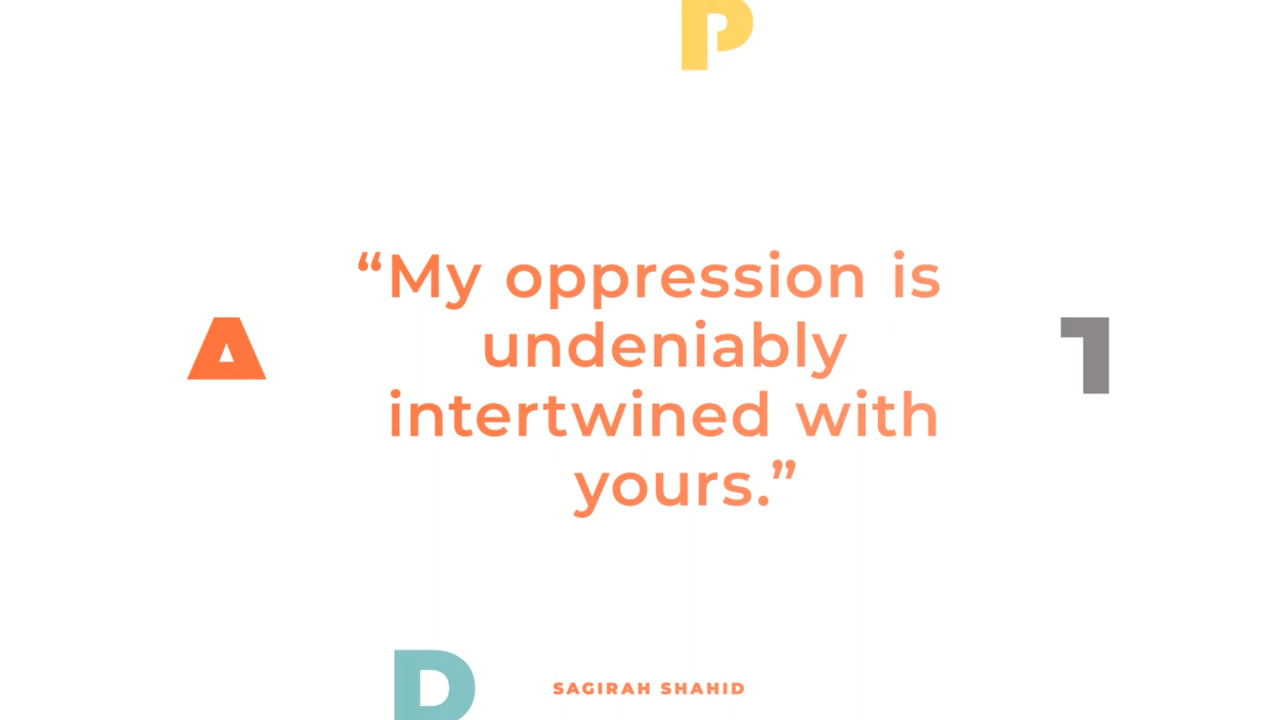 P
“My oppression is
undeniably
A
intertwined with
yours.”
D
SAGIRAH SHAHID